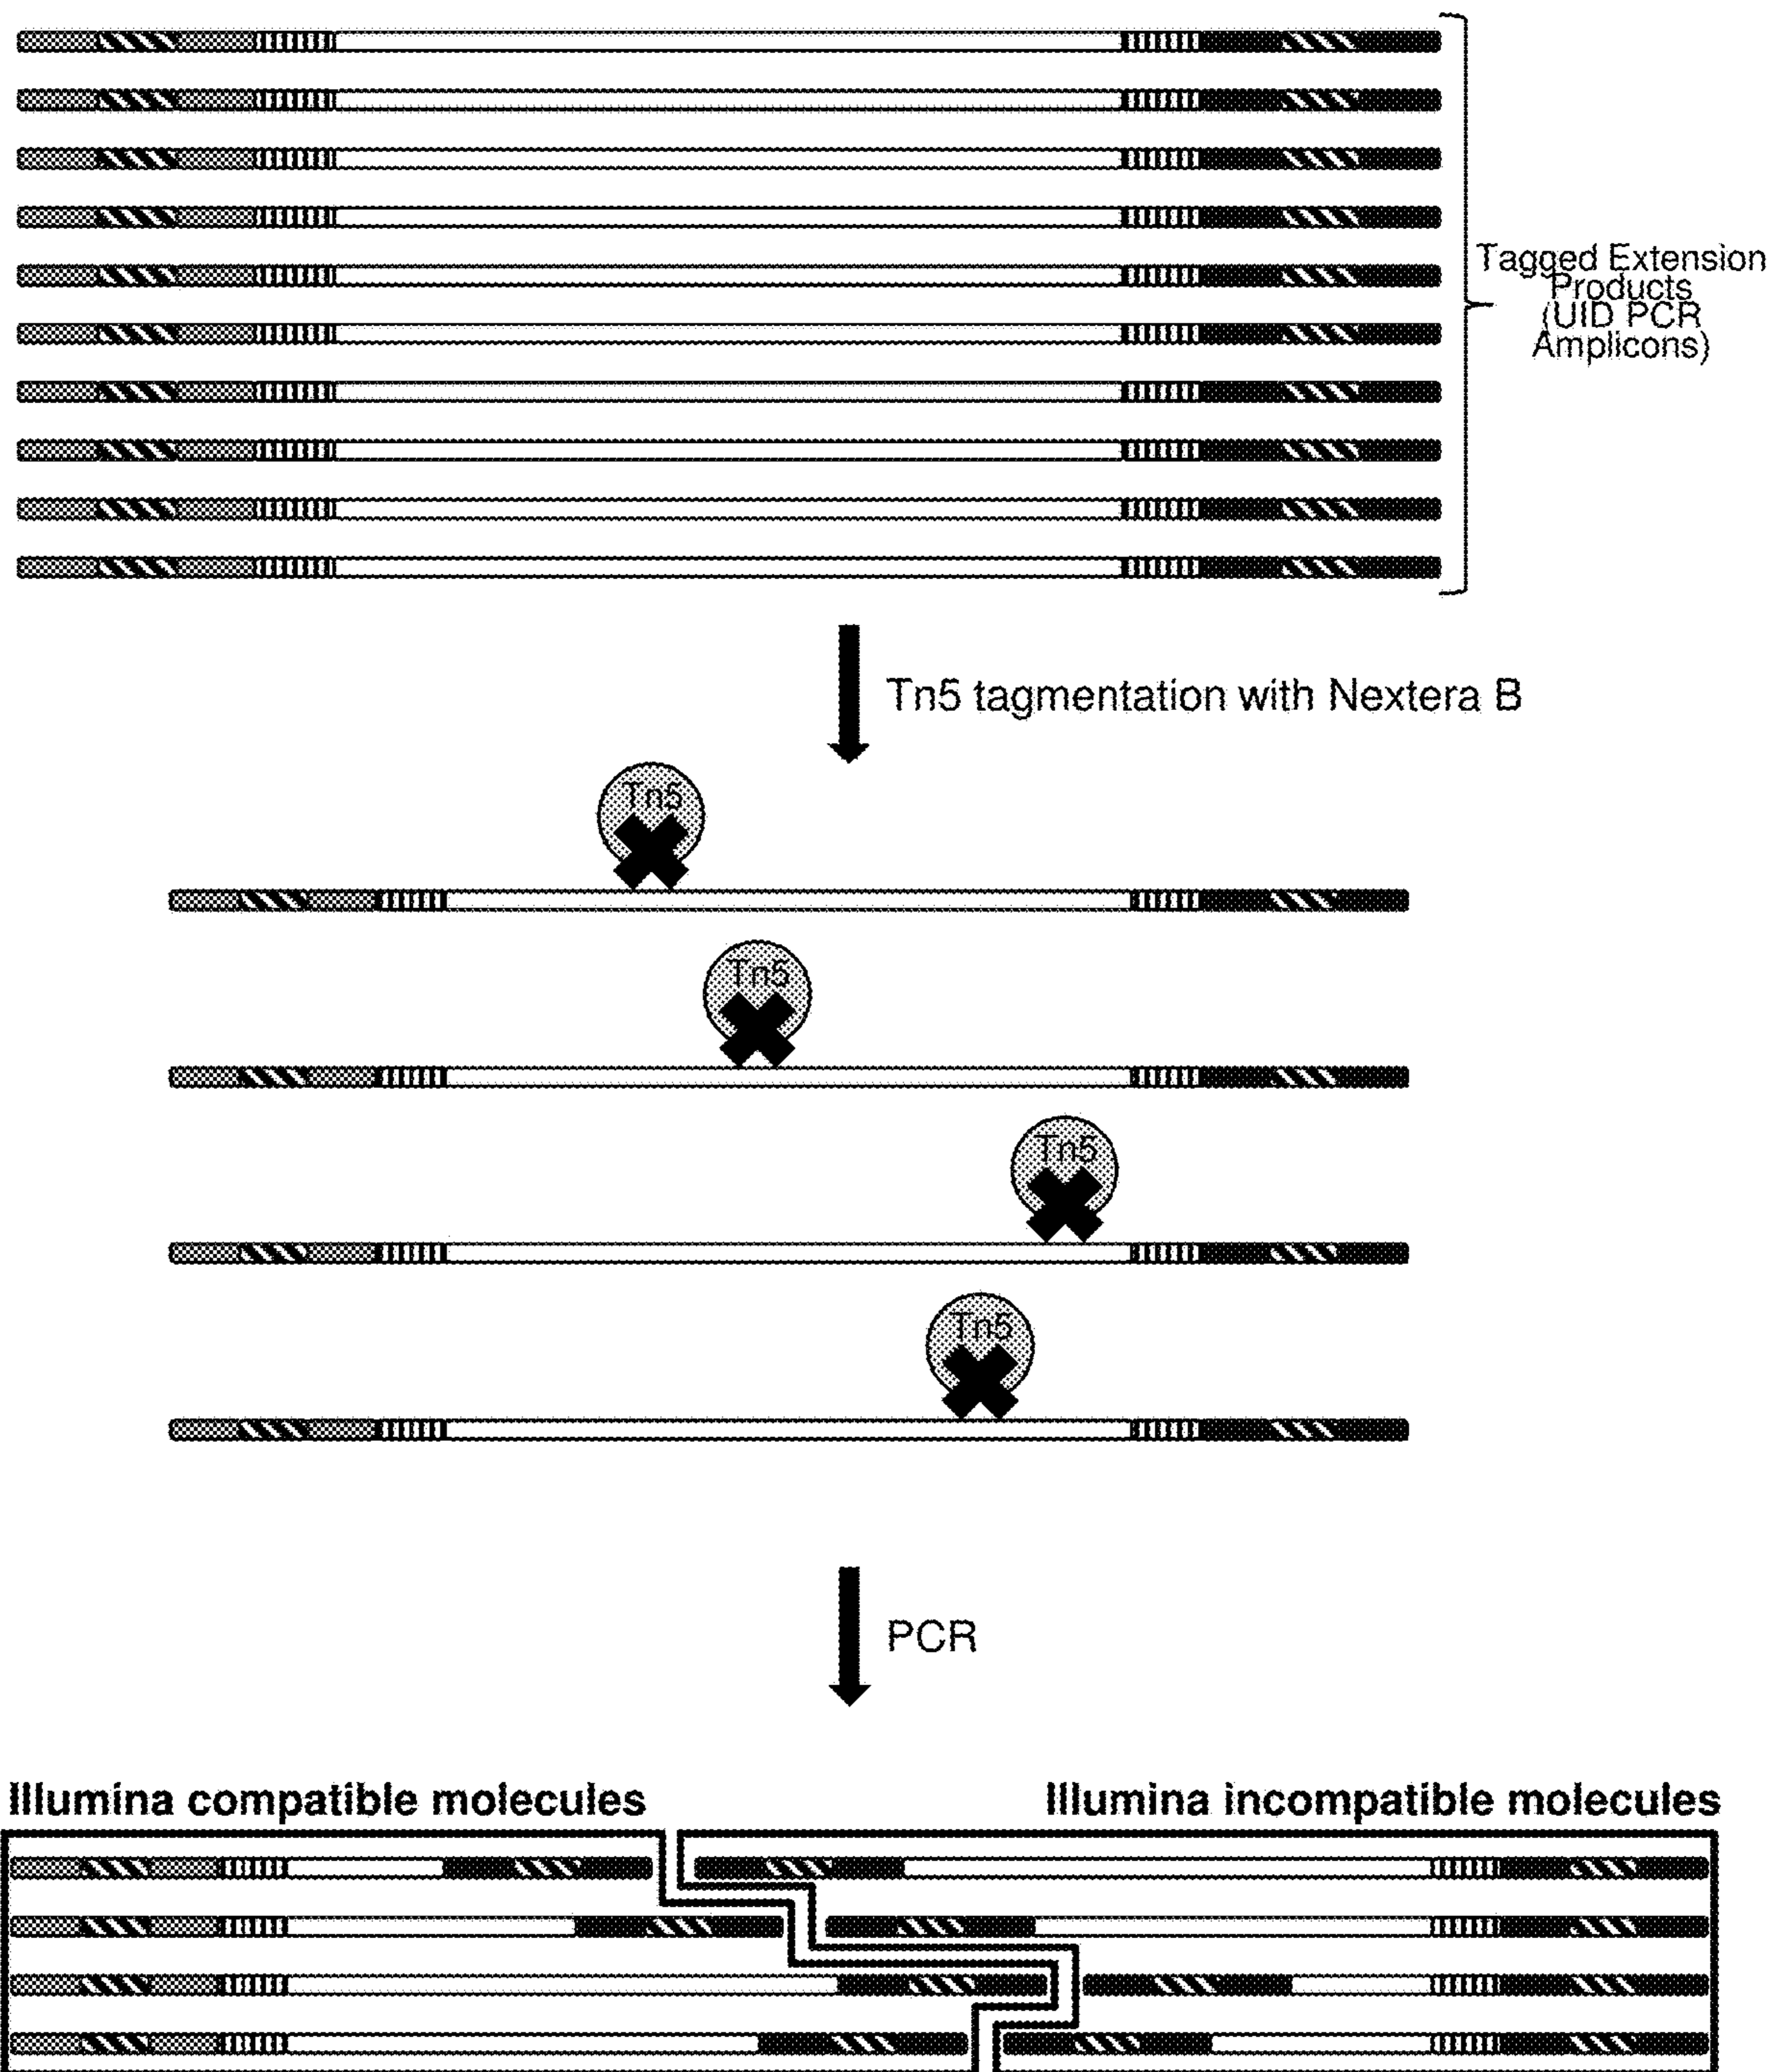 Tagged Extension
Products
(UID PCR
Amplicons)
Tn5 tagmentation with Nextera B
Tn5
Tn5
Tn5
Tn5
PCR
Illumina compatible molecules
Illumina incompatible molecules